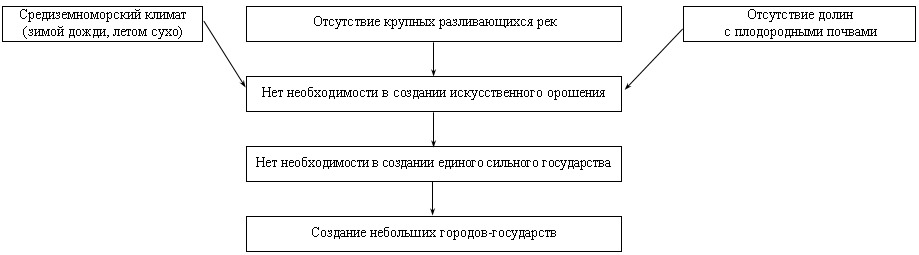 Средиземноморский климат
(зимой дожди, летом сухо)
Отсутствие крупных разливающихся рек
Отсутствие долин
с плодородными почвами
Нет необходимости в создании искусственного орошения
Нет необходимости в создании единого сильного государства
Создание небольших городов-государств